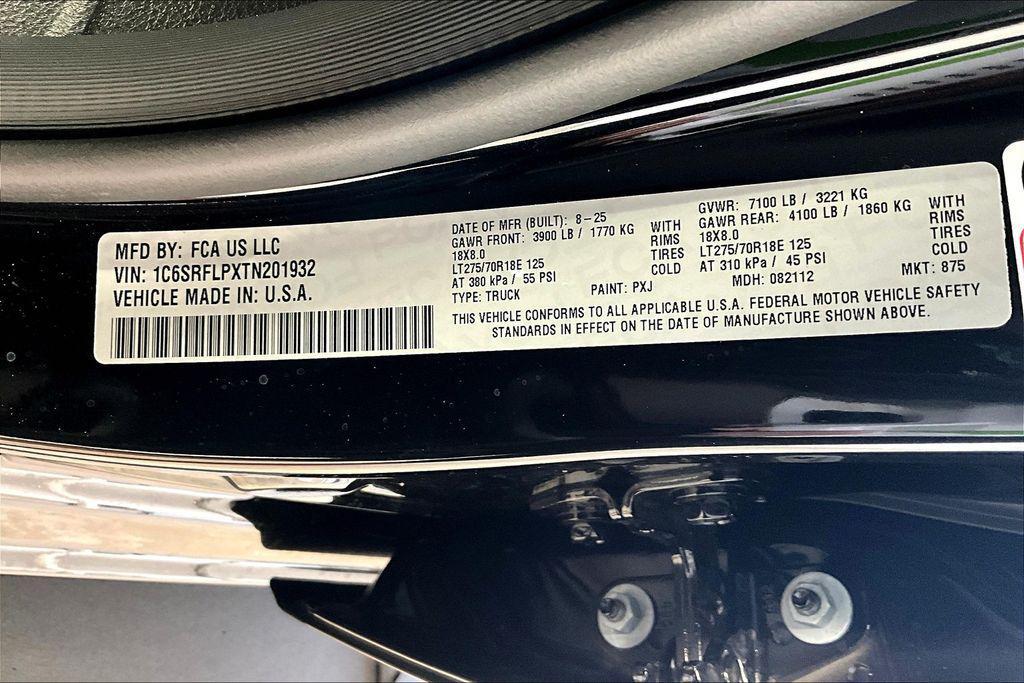 MFD BY: FCA US LLC
VIN: 1C6SRFLPXTN201932
VEHICLE MADE IN: U.S.A.
DATE OF MFR (BUILT): 8-25
GAWR FRONT: 3900 LB / 1770 KG WITH
18X8.0 RIMS
LT275/70R18E 125 TIRES
AT 380 kPa / 55 PSI COLD
TYPE: TRUCK PAINT: PXJ
GVWR: 7100 LB / 3221 KG
GAWR REAR: 4100 LB / 1860 KG WITH
18X8.0 RIMS
LT275/70R18E 125 TIRES
AT 310 kPa / 45 PSI COLD
MDH: 082112 MKT: 875
THIS VEHICLE CONFORMS TO ALL APPLICABLE U.S.A. FEDERAL MOTOR VEHICLE SAFETY
STANDARDS IN EFFECT ON THE DATE OF MANUFACTURE SHOWN ABOVE.